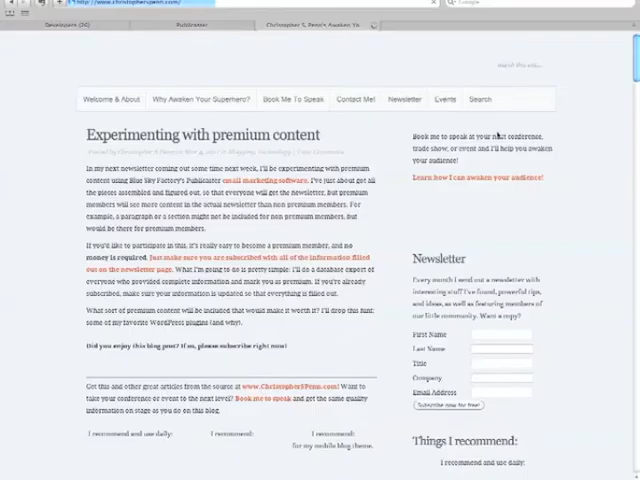 http://www.christopherspenn.com/
Google
Developers (26)
Publicaster
Christopher S. Penn's Awaken Yo
Welcome & About
Why Awaken Your Superhero?
Book Me To Speak
Contact Me!
Newsletter
Events
Search
Experimenting with premium content
In my next newsletter coming out some time next week, I'll be experimenting with premium
content using Blue Sky Factory's Publicaster email marketing software. I've just about got all
the pieces assembled and figured out, so that everyone will get the newsletter, but premium
members will see more content in the actual newsletter than non premium members. For
example, a paragraph or a section might not be included for non premium members, but
would be there for premium members.
If you'd like to participate in this, it's really easy to become a premium member, and no
money is required. Just make sure you are subscribed with all of the information filled
out on the newsletter page. What I'm going to do is pretty simple: I'll do a database export of
everyone who provided complete information and mark you as premium. If you're already
subscribed, make sure your information is updated so that everything is filled out.
What sort of premium content will be included that would make it worth it? I'll drop this hint:
some of my favorite WordPress plugins (and why).
Did you enjoy this blog post? If so, please subscribe right now!
Get this and other great articles from the source at www.ChristopherSPenn.com! Want to
take your conference or event to the next level? Book me to speak and get the same quality
information on stage as you do on this blog.
I recommend and use daily:
I recommend:
I recommend:
for my mobile blog theme.
Book me to speak at your next conference,
trade show, or event and I'll help you awaken
your audience!
Learn how I can awaken your audience!
Newsletter
Every month I send out a newsletter with
interesting stuff I've found, powerful tips,
and ideas, as well as featuring members of
our little community. Want a copy?
First Name
Last Name
Title
Company
Email Address
Subscribe now for free!
Things I recommend:
I recommend and use daily: